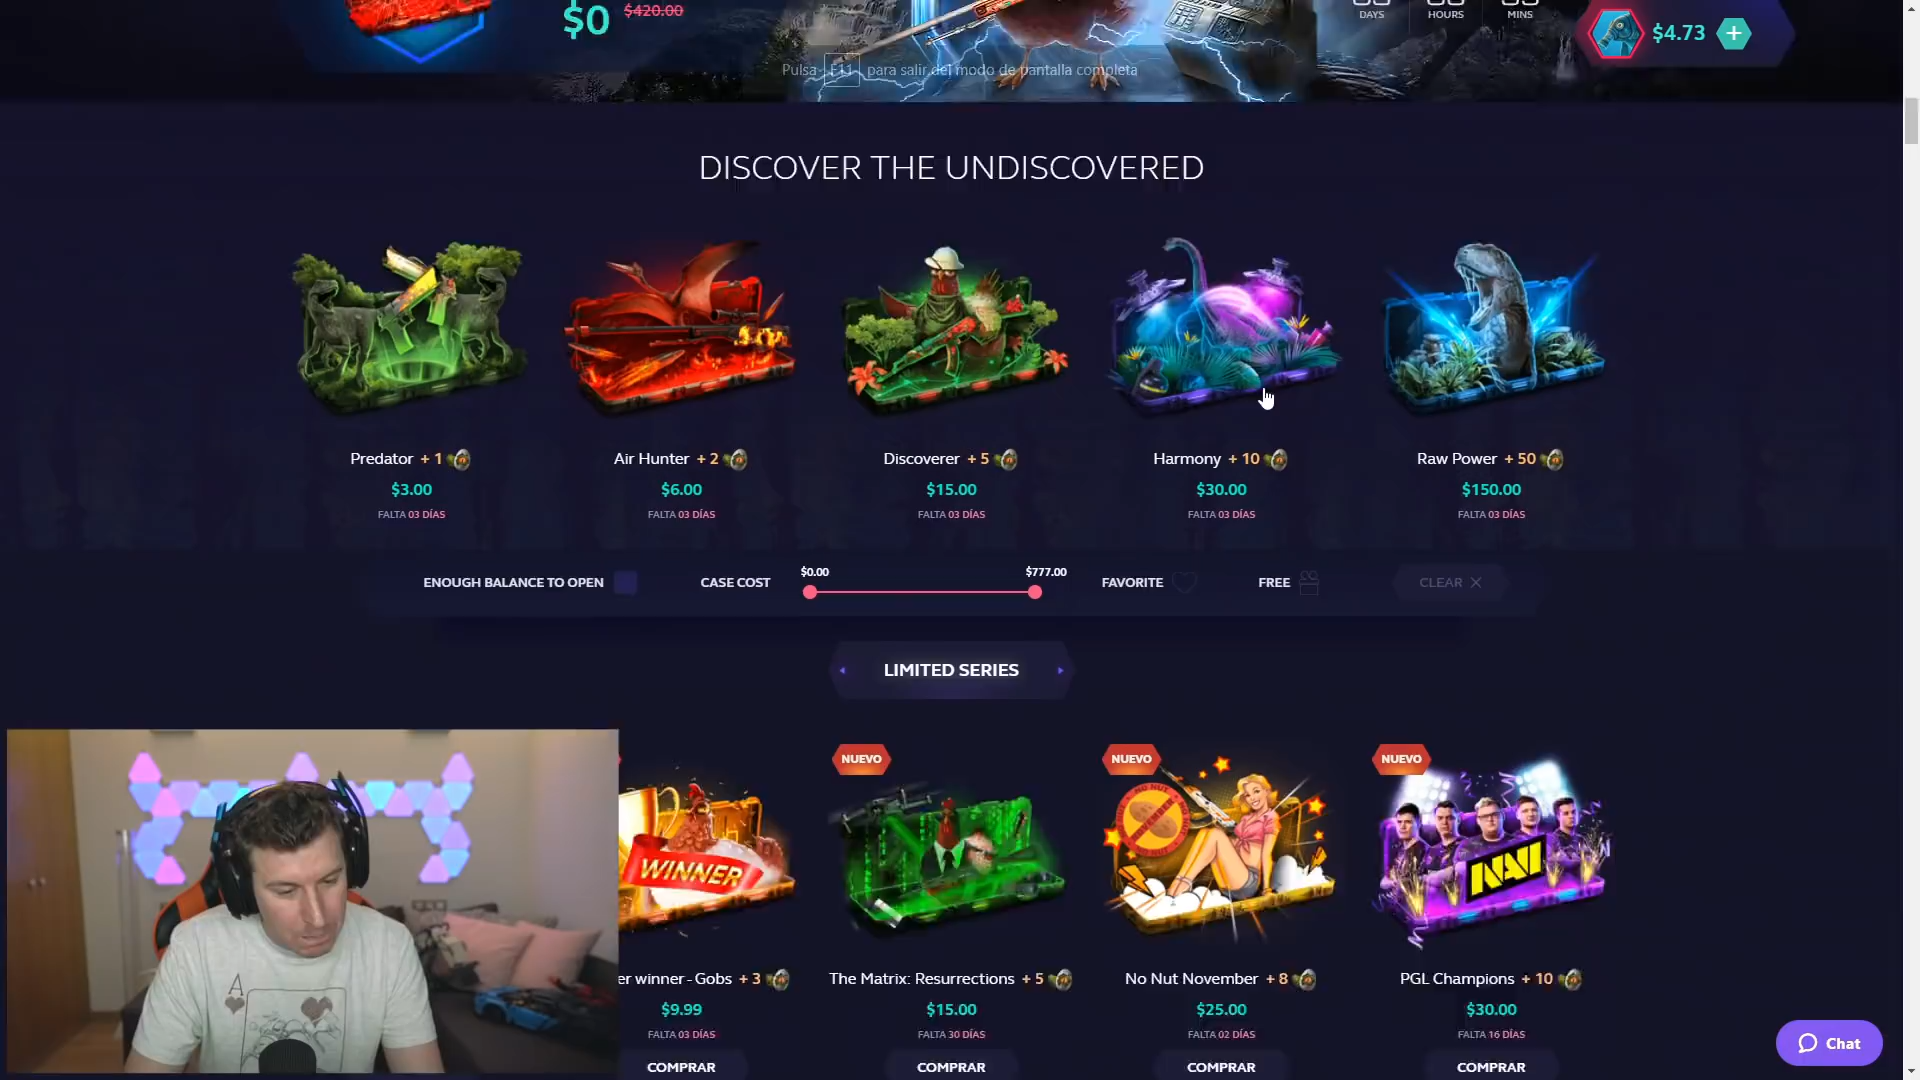 $0 $420.00
DAYS HOURS MINS
$4.73
Pulsa F11 para salir del modo de pantalla completa
DISCOVER THE UNDISCOVERED
Predator + 1
$3.00
FALTA 03 DÍAS
Air Hunter + 2
$6.00
FALTA 03 DÍAS
Discoverer + 5
$15.00
FALTA 03 DÍAS
Harmony + 10
$30.00
FALTA 03 DÍAS
Raw Power + 50
$150.00
FALTA 03 DÍAS
ENOUGH BALANCE TO OPEN
CASE COST
$0.00 $777.00
FAVORITE
FREE
CLEAR
LIMITED SERIES
WINNER
er winner - Gobs + 3
$9.99
FALTA 03 DÍAS
COMPRAR
NUEVO
The Matrix: Resurrections + 5
$15.00
FALTA 30 DÍAS
COMPRAR
NUEVO
NO NUT
No Nut November + 8
$25.00
FALTA 02 DÍAS
COMPRAR
NUEVO
NAVI
PGL Champions + 10
$30.00
FALTA 16 DÍAS
COMPRAR
A
Chat